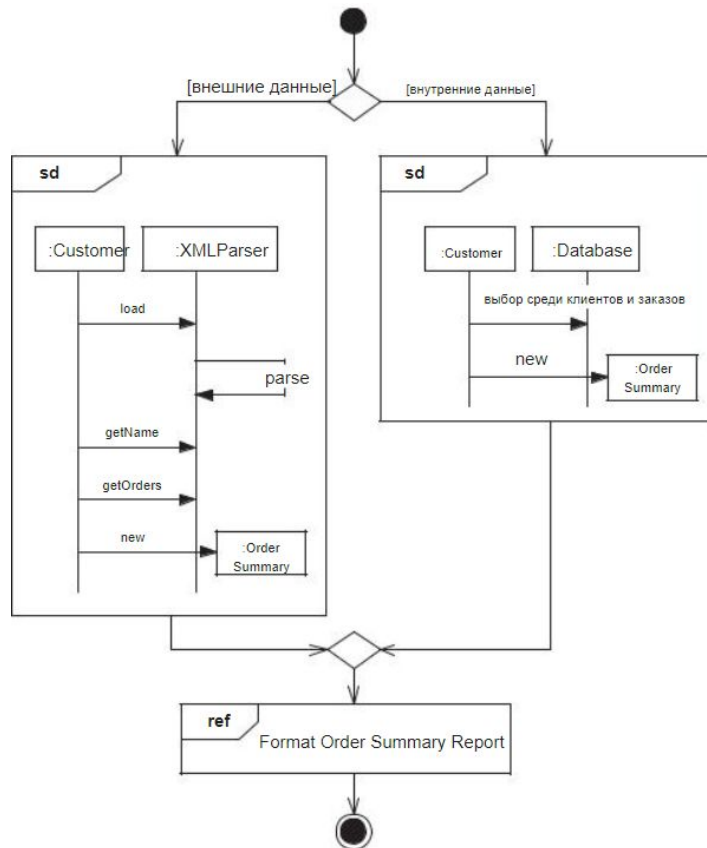 [внешние данные]
[внутренние данные]
sd
:Customer
:XMLParser
load
parse
getName
getOrders
new
:Order
Summary
sd
:Customer
:Database
выбор среди клиентов и заказов
new
:Order
Summary
ref
Format Order Summary Report